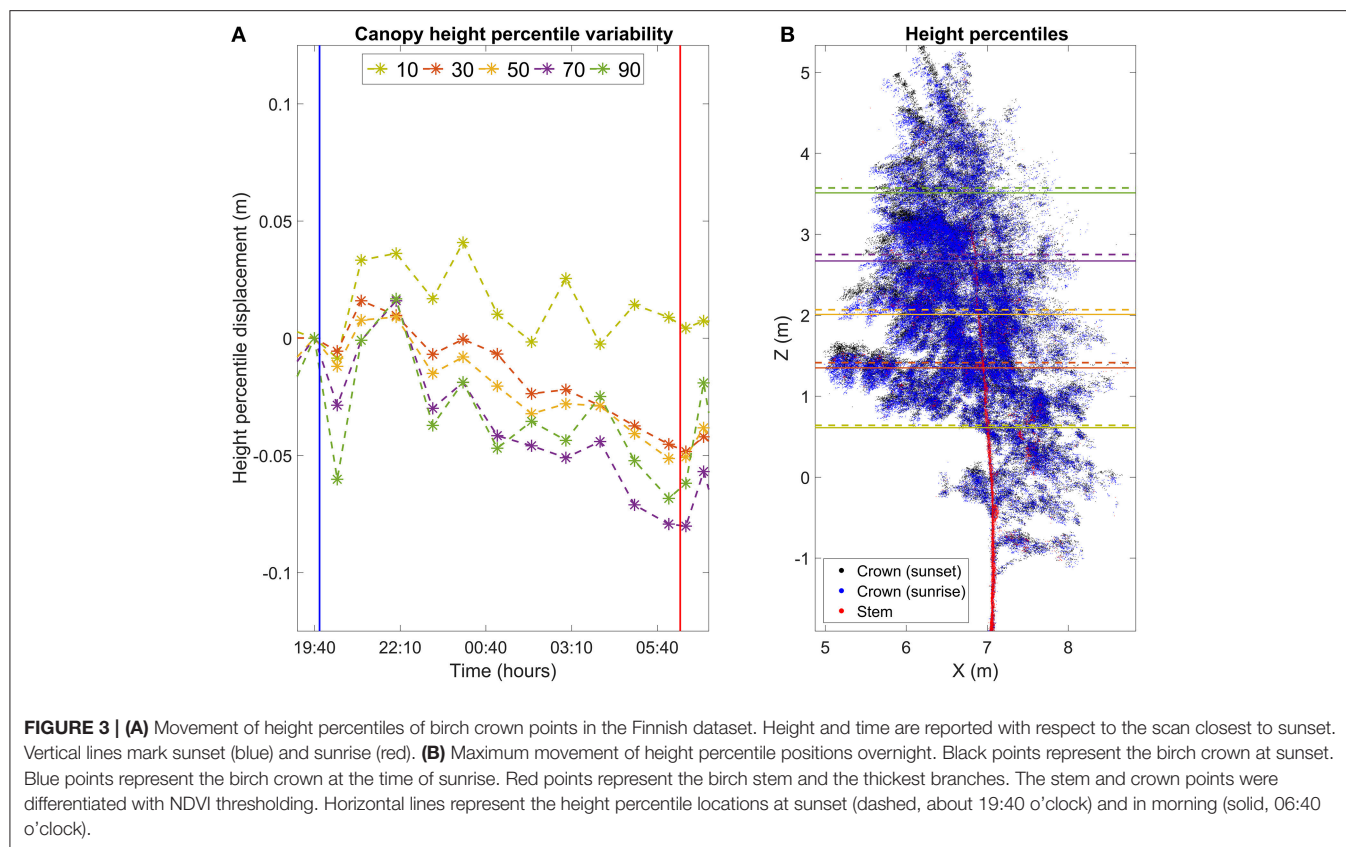 A
Canopy height percentile variability
10 30 50 70 90
Height percentile displacement (m)
0.1
0.05
0
-0.05
-0.1
19:40 22:10 00:40 03:10 05:40
Time (hours)
B
Height percentiles
Z (m)
5
4
3
2
1
0
-1
Crown (sunset)
Crown (sunrise)
Stem
5 6 7 8
X (m)
FIGURE 3 | (A) Movement of height percentiles of birch crown points in the Finnish dataset. Height and time are reported with respect to the scan closest to sunset.
Vertical lines mark sunset (blue) and sunrise (red). (B) Maximum movement of height percentile positions overnight. Black points represent the birch crown at sunset.
Blue points represent the birch crown at the time of sunrise. Red points represent the birch stem and the thickest branches. The stem and crown points were
differentiated with NDVI thresholding. Horizontal lines represent the height percentile locations at sunset (dashed, about 19:40 o'clock) and in morning (solid, 06:40
o'clock).